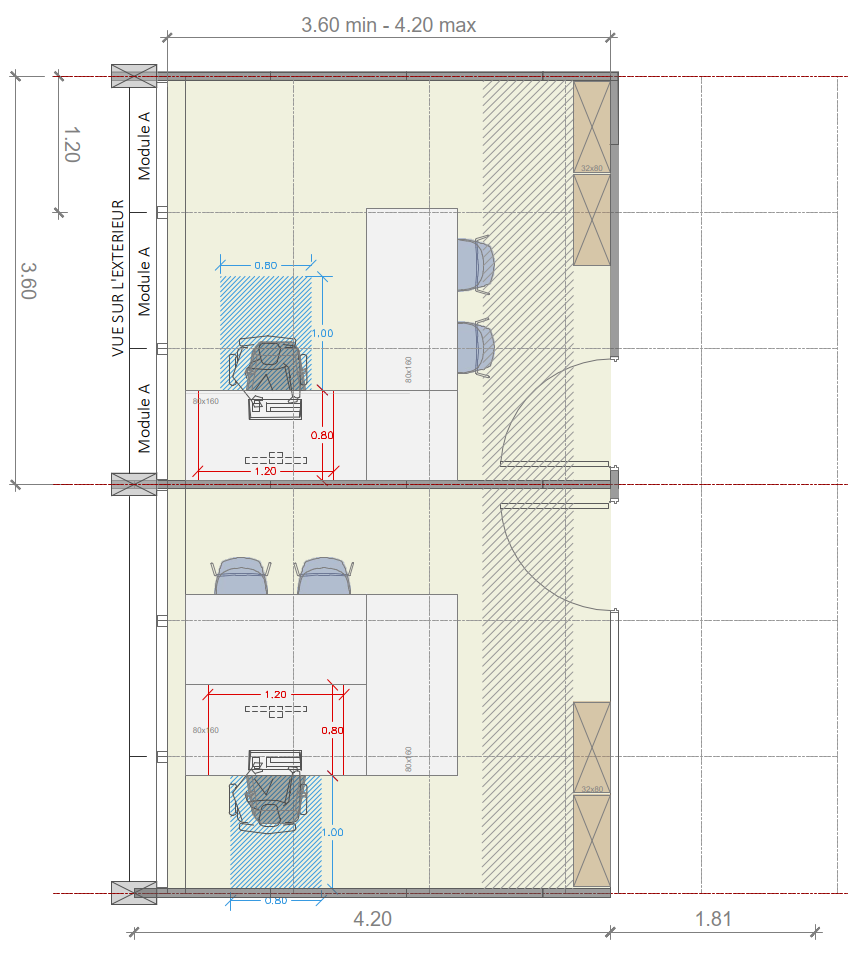 3.60 min - 4.20 max
1.20
3.60
VUE SUR L'EXTERIEUR
Module A
Module A
Module A
32x80
0.80
1.00
80x160
80x160
0.80
1.20
1.20
80x160
0.80
80x160
32x80
1.00
0.80
4.20
1.81